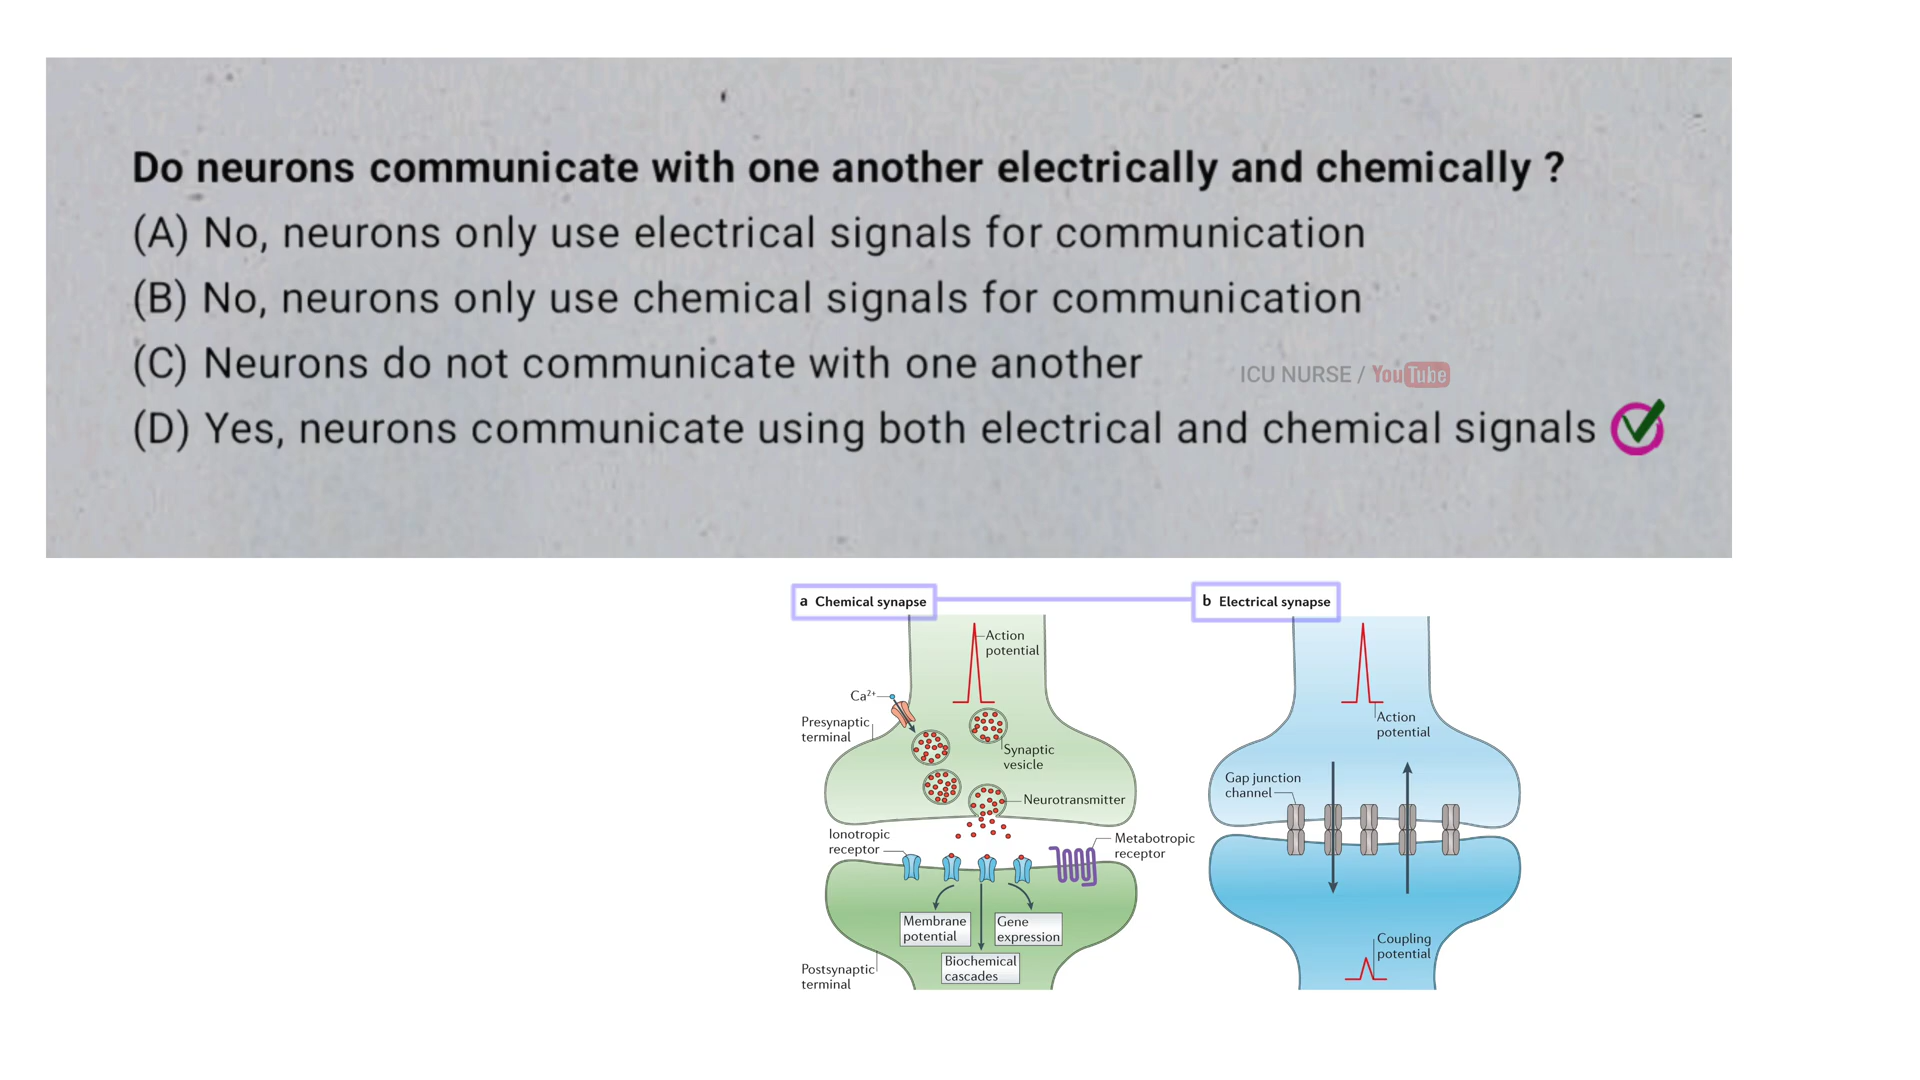 Do neurons communicate with one another electrically and chemically ?
(A) No, neurons only use electrical signals for communication
(B) No, neurons only use chemical signals for communication
(C) Neurons do not communicate with one another
ICU NURSE / YouTube
(D) Yes, neurons communicate using both electrical and chemical signals
a Chemical synapse
Action
potential
Ca²⁺
Presynaptic
terminal
Synaptic
vesicle
Neurotransmitter
Ionotropic
receptor
Metabotropic
receptor
Membrane
potential
Gene
expression
Biochemical
cascades
Postsynaptic
terminal
b Electrical synapse
Action
potential
Gap junction
channel
Coupling
potential